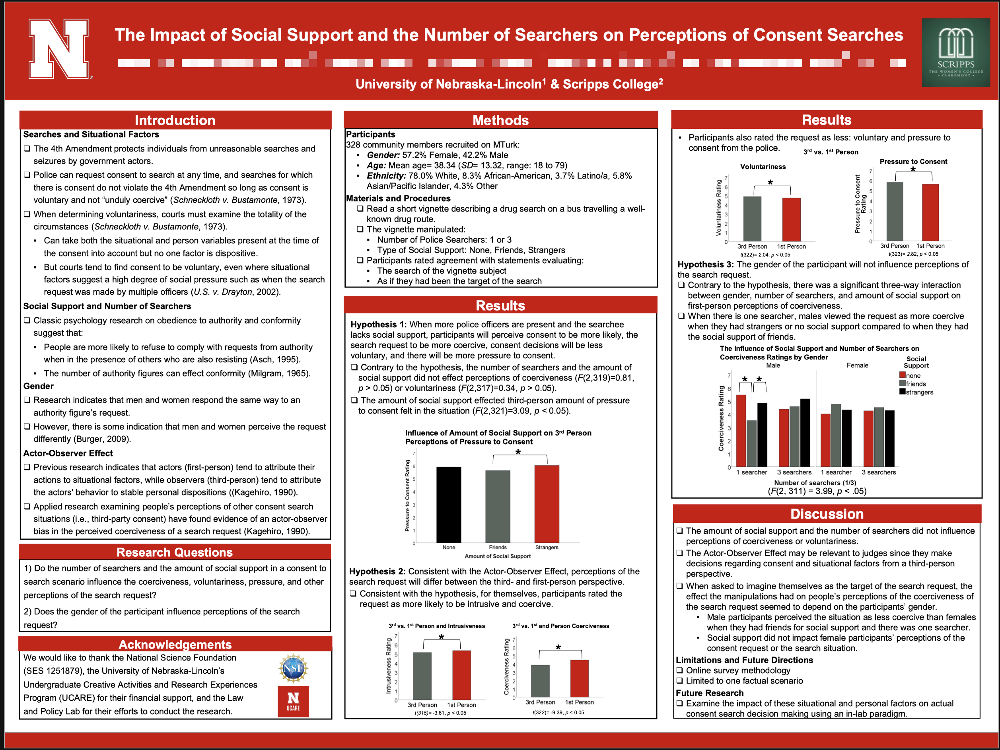 The Impact of Social Support and the Number of Searchers on Perceptions of Consent Searches
University of Nebraska-Lincoln1 & Scripps College2
N
®
SCRIPPS
THE WOMEN'S COLLEGE
• CLAREMONT •
Introduction
Searches and Situational Factors
❑ The 4th Amendment protects individuals from unreasonable searches and
seizures by government actors.
❑ Police can request consent to search at any time, and searches for which
there is consent do not violate the 4th Amendment so long as consent is
voluntary and not “unduly coercive” (Schneckloth v. Bustamonte, 1973).
❑ When determining voluntariness, courts must examine the totality of the
circumstances (Schneckloth v. Bustamonte, 1973).
▪ Can take both the situational and person variables present at the time of
the consent into account but no one factor is dispositive.
▪ But courts tend to find consent to be voluntary, even where situational
factors suggest a high degree of social pressure such as when the search
request was made by multiple officers (U.S. v. Drayton, 2002).
Social Support and Number of Searchers
❑ Classic psychology research on obedience to authority and conformity
suggest that:
▪ People are more likely to refuse to comply with requests from authority
when in the presence of others who are also resisting (Asch, 1995).
▪ The number of authority figures can effect conformity (Milgram, 1965).
Gender
❑ Research indicates that men and women respond the same way to an
authority figure’s request.
❑ However, there is some indication that men and women perceive the request
differently (Burger, 2009).
Actor-Observer Effect
❑ Previous research indicates that actors (first-person) tend to attribute their
actions to situational factors, while observers (third-person) tend to attribute
the actors' behavior to stable personal dispositions ((Kagehiro, 1990).
❑ Applied research examining people’s perceptions of other consent search
situations (i.e., third-party consent) have found evidence of an actor-observer
bias in the perceived coerciveness of a search request (Kagehiro, 1990).
Research Questions
1) Do the number of searchers and the amount of social support in a consent to
search scenario influence the coerciveness, voluntariness, pressure, and other
perceptions of the search request?
2) Does the gender of the participant influence perceptions of the search
request?
Acknowledgements
We would like to thank the National Science Foundation
(SES 1251879), the University of Nebraska-Lincoln’s
Undergraduate Creative Activities and Research Experiences
Program (UCARE) for their financial support, and the Law
and Policy Lab for their efforts to conduct the research.
NSF
N
UCARE
Methods
Participants
328 community members recruited on MTurk:
▪ Gender: 57.2% Female, 42.2% Male
▪ Age: Mean age= 38.34 (SD= 13.32, range: 18 to 79)
▪ Ethnicity: 78.0% White, 8.3% African-American, 3.7% Latino/a, 5.8%
Asian/Pacific Islander, 4.3% Other
Materials and Procedures
❑ Read a short vignette describing a drug search on a bus travelling a well-
known drug route.
❑ The vignette manipulated:
▪ Number of Police Searchers: 1 or 3
▪ Type of Social Support: None, Friends, Strangers
❑ Participants rated agreement with statements evaluating:
▪ The search of the vignette subject
▪ As if they had been the target of the search
Results
Hypothesis 1: When more police officers are present and the searchee
lacks social support, participants will perceive consent to be more likely, the
search request to be more coercive, consent decisions will be less
voluntary, and there will be more pressure to consent.
❑ Contrary to the hypothesis, the number of searchers and the amount of
social support did not effect perceptions of coerciveness (F(2,319)=0.81,
p > 0.05) or voluntariness (F(2,317)=0.34, p > 0.05).
❑ The amount of social support effected third-person amount of pressure
to consent felt in the situation (F(2,321)=3.09, p < 0.05).
Influence of Amount of Social Support on 3rd Person
Perceptions of Pressure to Consent
Pressure to Consent Rating
7
6
5
4
3
2
1
0
*
None Friends Strangers
Amount of Social Support
Hypothesis 2: Consistent with the Actor-Observer Effect, perceptions of the
search request will differ between the third- and first-person perspective.
❑ Consistent with the hypothesis, for themselves, participants rated the
request as more likely to be intrusive and coercive.
3rd vs. 1st Person and Intrusiveness
Intrusiveness Rating
7
6
5
4
3
2
1
0
*
3rd Person 1st Person
t(315)= -3.61, p < 0.05
3rd vs. 1st and Person Coerciveness
Coerciveness Rating
7
6
5
4
3
2
1
0
*
3rd Person 1st Person
t(322)= -9.39, p < 0.05
Results
▪ Participants also rated the request as less: voluntary and pressure to
consent from the police.
3rd vs. 1st Person
Voluntariness
Voluntariness Rating
7
6
5
4
3
2
1
0
*
3rd Person 1st Person
t(322)= 2.04, p < 0.05
Pressure to Consent
Pressure to Consent
Rating
7
6
5
4
3
2
1
0
*
3rd Person 1st Person
t(323)= 2.82, p < 0.05
Hypothesis 3: The gender of the participant will not influence perceptions of
the search request.
❑ Contrary to the hypothesis, there was a significant three-way interaction
between gender, number of searchers, and amount of social support on
first-person perceptions of coerciveness.
❑ When there is one searcher, males viewed the request as more coercive
when they had strangers or no social support compared to when they had
the social support of friends.
The Influence of Social Support and Number of Searchers on
Coerciveness Ratings by Gender
Male Female
Social
Support
none
friends
strangers
Coerciveness Rating
7
6
5
4
3
2
1
0
* *
1 searcher 3 searchers 1 searcher 3 searchers
Number of searchers (1/3)
(F(2, 311) = 3.99, p < .05)
Discussion
❑ The amount of social support and the number of searchers did not influence
perceptions of coerciveness or voluntariness.
❑ The Actor-Observer Effect may be relevant to judges since they make
decisions regarding consent and situational factors from a third-person
perspective.
❑ When asked to imagine themselves as the target of the search request, the
effect the manipulations had on people’s perceptions of the coerciveness of
the search request seemed to depend on the participants’ gender.
• Male participants perceived the situation as less coercive than females
when they had friends for social support and there was one searcher.
• Social support did not impact female participants’ perceptions of the
consent request or the search situation.
Limitations and Future Directions
❑ Online survey methodology
❑ Limited to one factual scenario
Future Research
❑ Examine the impact of these situational and personal factors on actual
consent search decision making using an in-lab paradigm.